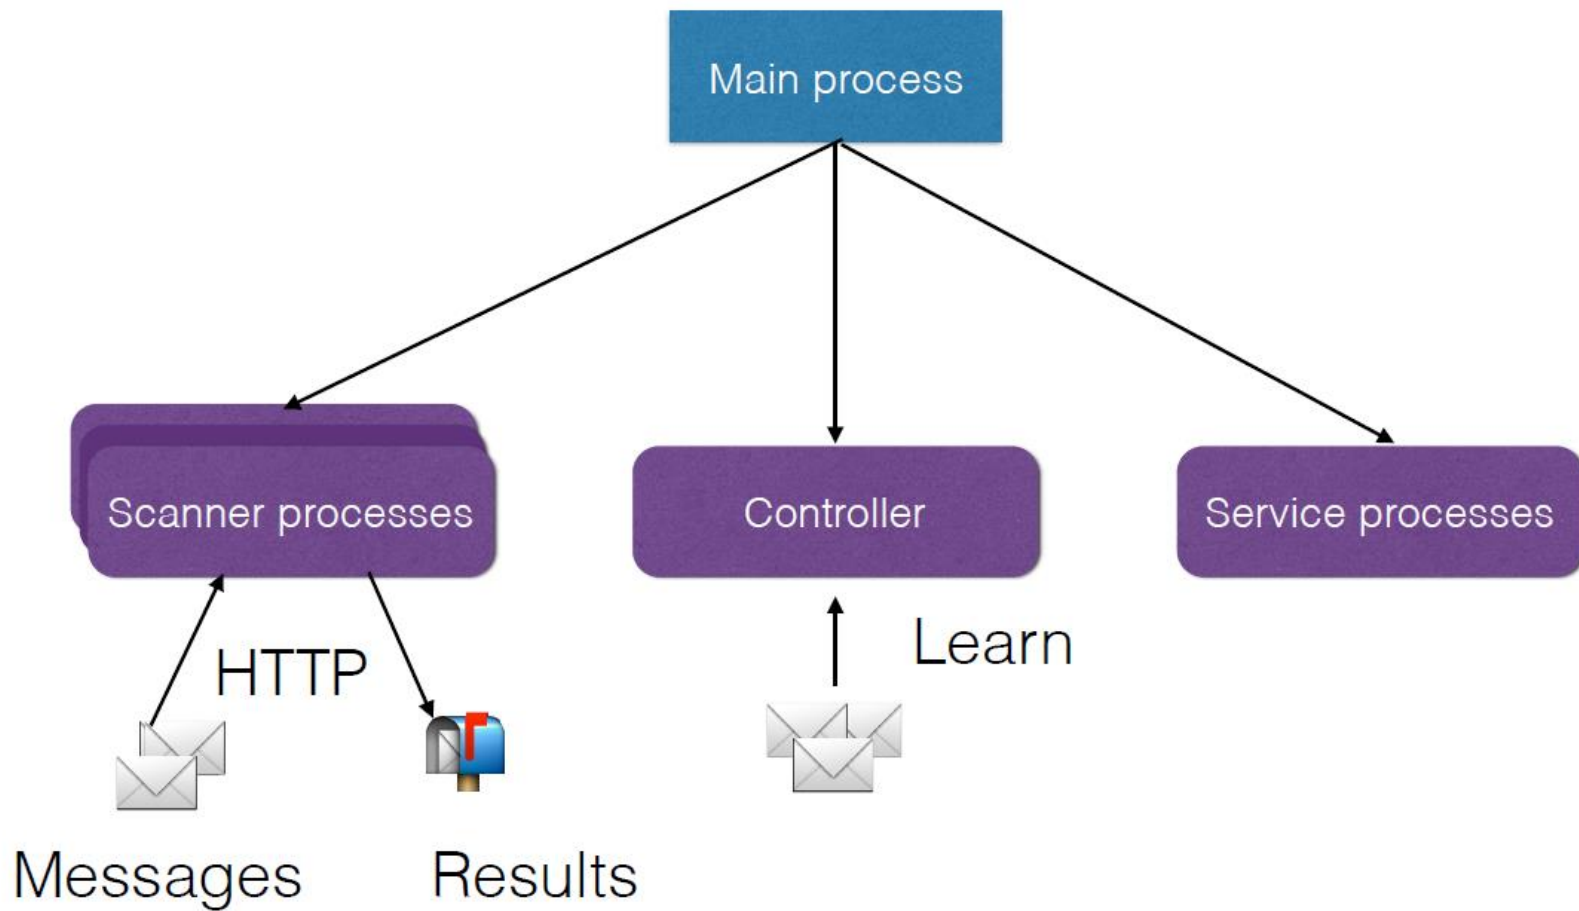 Main process
Scanner processes
Controller
Service processes
HTTP
Learn
Messages
Results